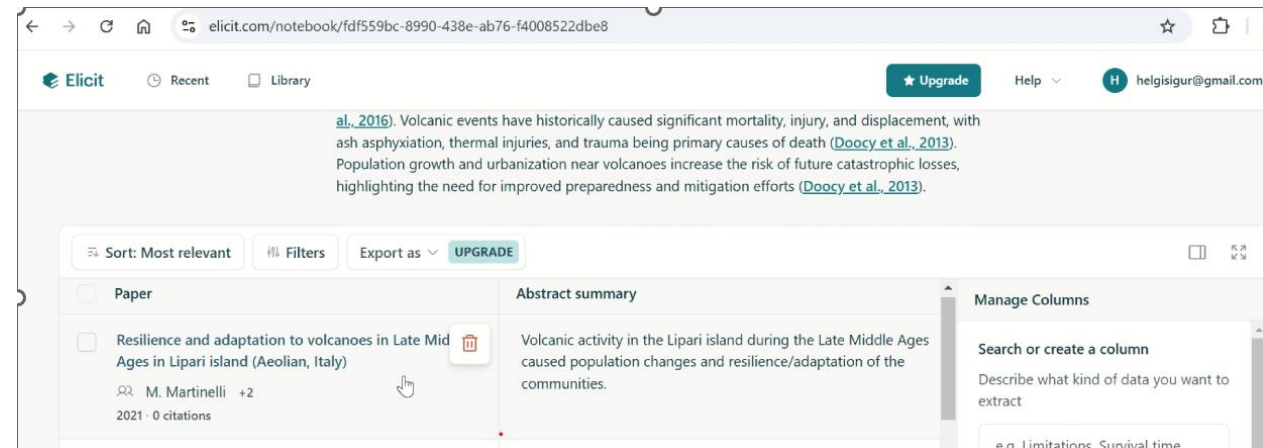 elicit.com/notebook/fdf559bc-8990-438e-ab76-f4008522dbe8
Elicit Recent Library Upgrade Help H helgisigur@gmail.com
al., 2016). Volcanic events have historically caused significant mortality, injury, and displacement, with
ash asphyxiation, thermal injuries, and trauma being primary causes of death (Doocy et al., 2013).
Population growth and urbanization near volcanoes increase the risk of future catastrophic losses,
highlighting the need for improved preparedness and mitigation efforts (Doocy et al., 2013).
Sort: Most relevant Filters Export as UPGRADE
Paper Abstract summary
Manage Columns
Resilience and adaptation to volcanoes in Late Mid
Ages in Lipari island (Aeolian, Italy)
M. Martinelli +2
2021 · 0 citations
Volcanic activity in the Lipari island during the Late Middle Ages
caused population changes and resilience/adaptation of the
communities.
Search or create a column
Describe what kind of data you want to
extract
e.g. Limitations, Survival time